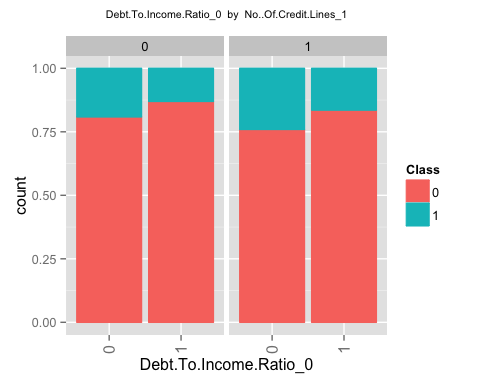 Debt.To.Income.Ratio_0 by No..Of.Credit.Lines_1
0 1
1.00
0.75
0.50
0.25
0.00
count
0 1 0 1
Debt.To.Income.Ratio_0
Class
0
1